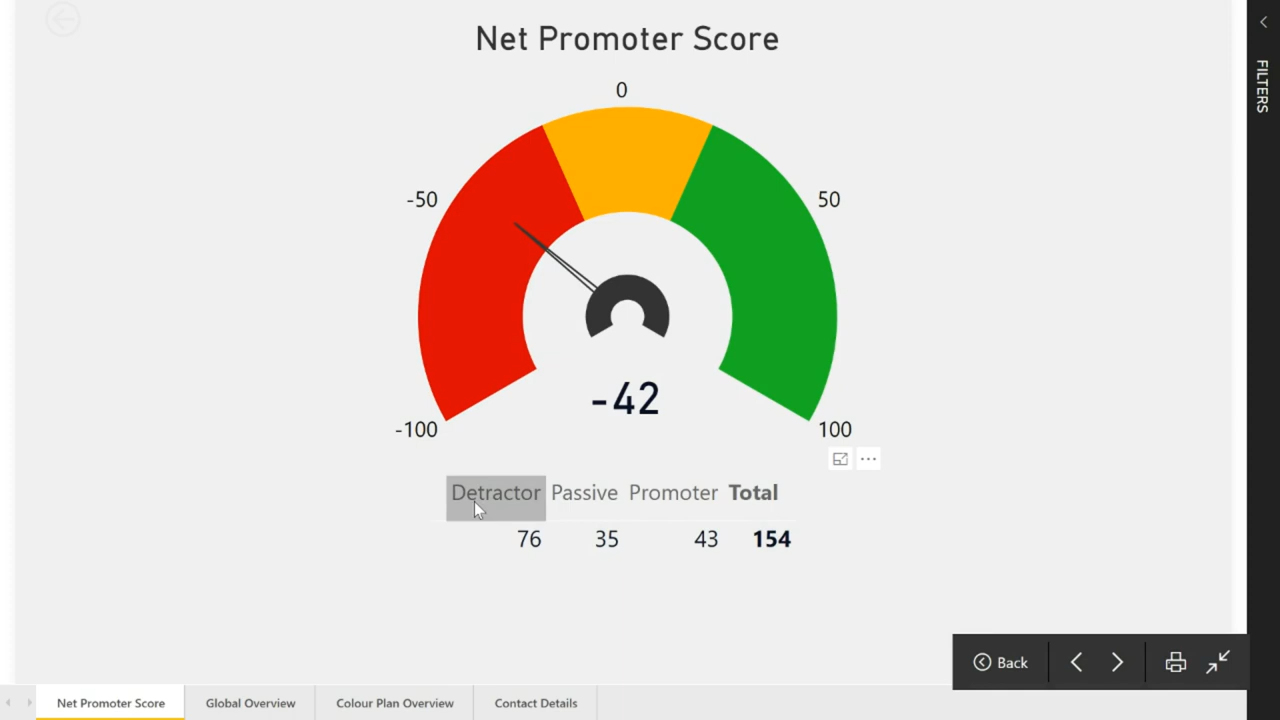 Net Promoter Score
FILTERS
0
-50
50
-42
-100
100
Detractor Passive Promoter Total
76 35 43 154
Back
Net Promoter Score Global Overview Colour Plan Overview Contact Details